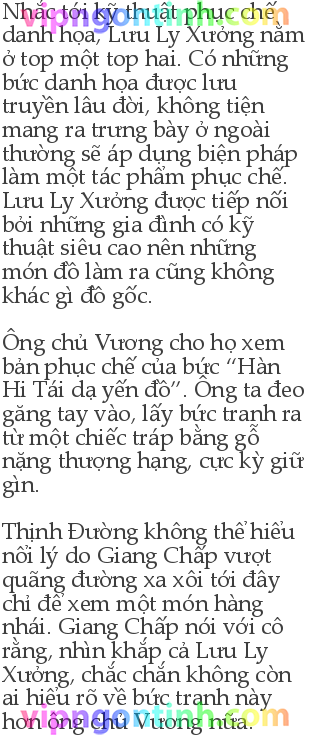 vipngontinh.com
Nhắc tới kỹ thuật phục chế
danh họa, Lưu Ly Xưởng nằm
ở top một top hai. Có những
bức danh họa được lưu
truyền lâu đời, không tiện
mang ra trưng bày ở ngoài
thường sẽ áp dụng biện pháp
làm một tác phẩm phục chế.
Lưu Ly Xưởng được tiếp nối
bởi những gia đình có kỹ
thuật siêu cao nên những
món đồ làm ra cũng không
khác gì đồ gốc.
Ông chủ Vương cho họ xem
bản phục chế của bức “Hàn
Hi Tái dạ yến đồ”. Ông ta đeo
găng tay vào, lấy bức tranh ra
từ một chiếc tráp bằng gỗ
nặng thượng hạng, cực kỳ giữ
gìn.
Thịnh Đường không thể hiểu
nổi lý do Giang Chấp vượt
quãng đường xa xôi tới đây
chỉ để xem một món hàng
nhái. Giang Chấp nói với cô
rằng, nhìn khắp cả Lưu Ly
Xưởng, chắc chắn không còn
ai hiểu rõ về bức tranh này
hơn ông chủ Vương nữa.
vipngontinh.com